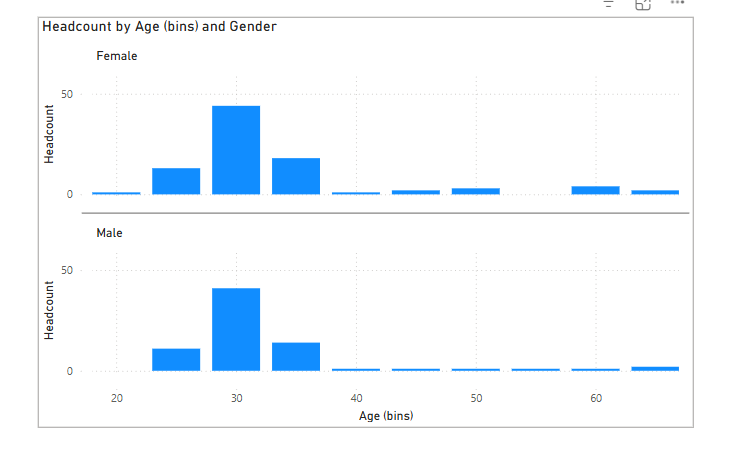 Headcount by Age (bins) and Gender
Female
50
Headcount
0
Male
50
Headcount
0
20 30 40 50 60
Age (bins)